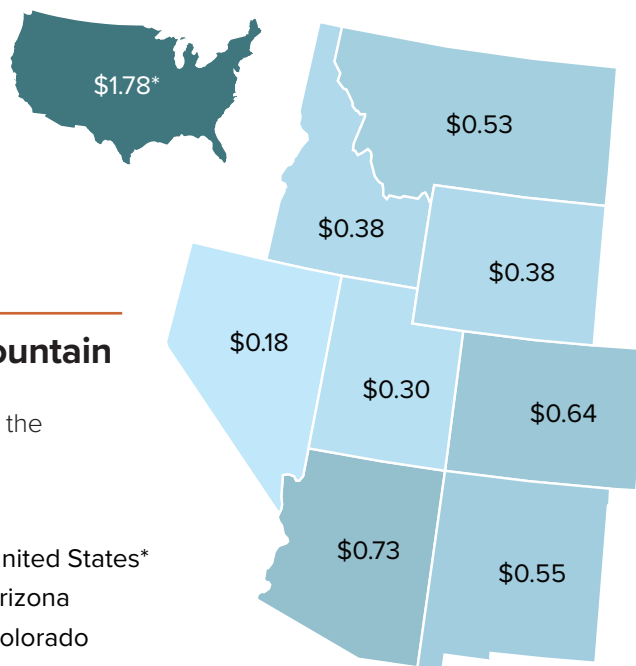 $1.78*
$0.53
$0.38
$0.38
$0.18
$0.30
$0.64
$0.73
$0.55
ountain
the
nited States*
rizona
olorado